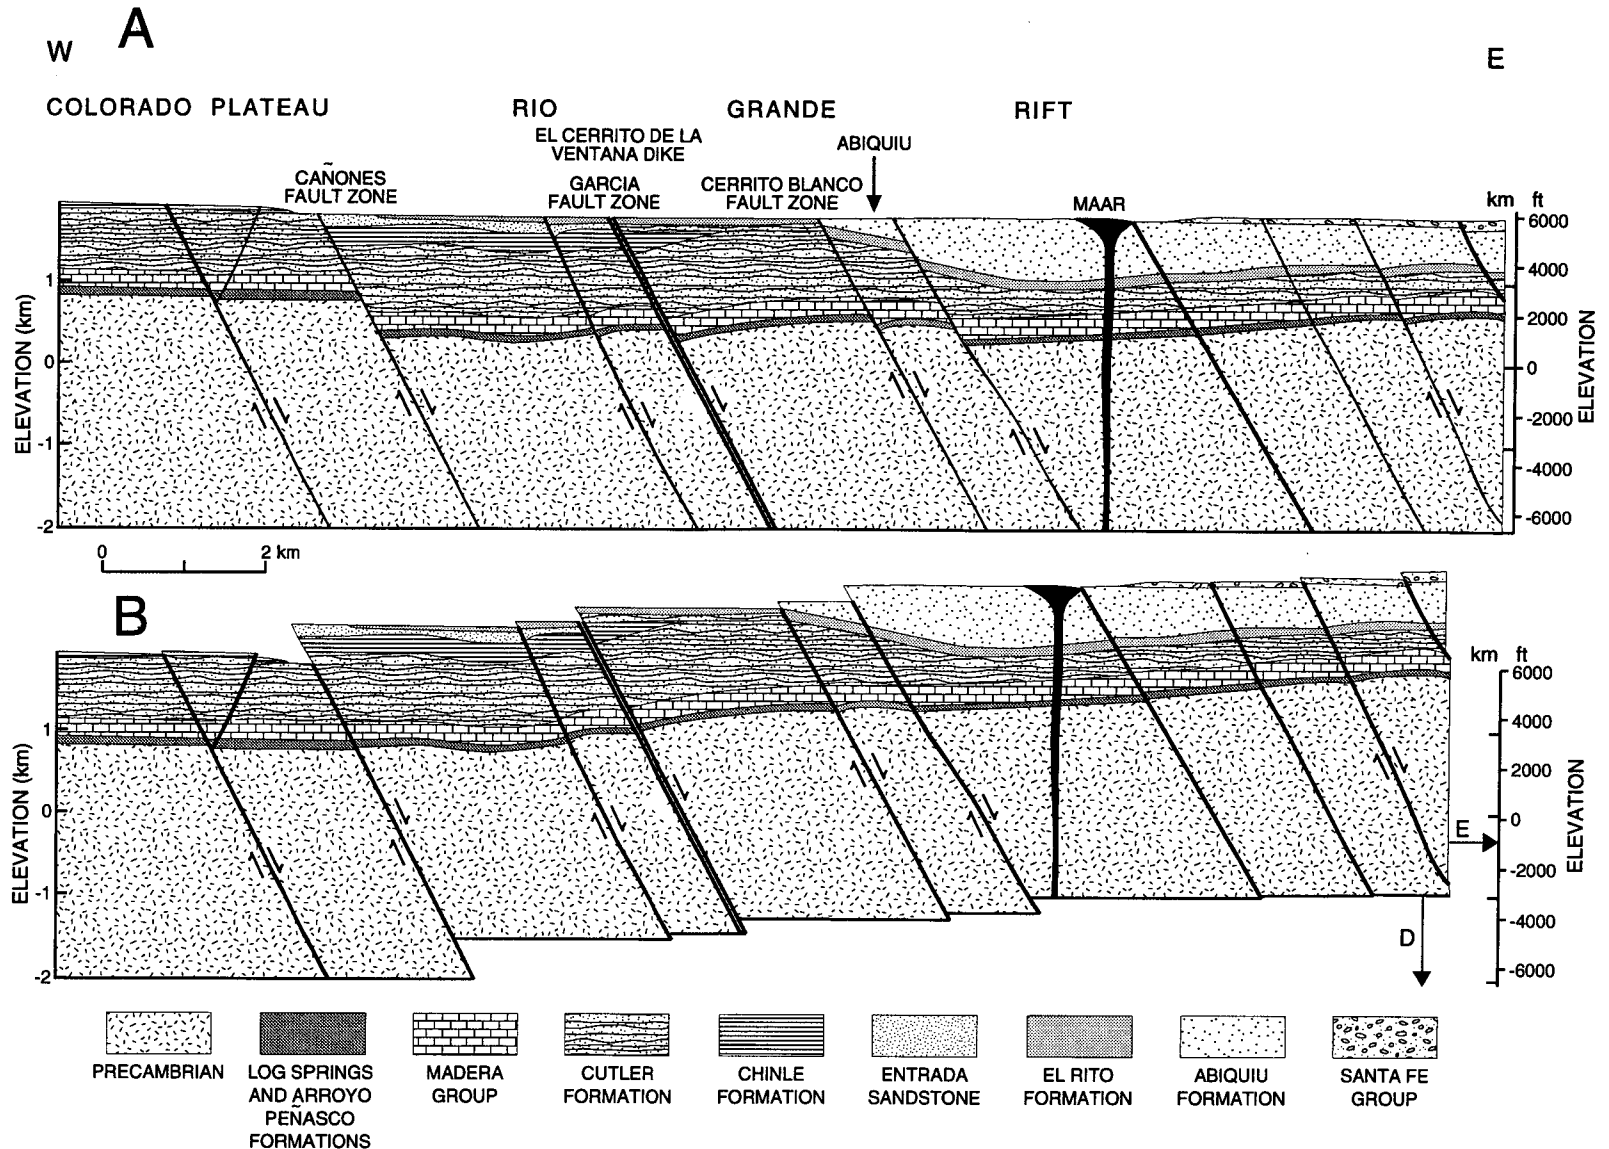 A
W
E
COLORADO PLATEAU
RIO
GRANDE
RIFT
EL CERRITO DE LA
VENTANA DIKE
ABIQUIU
CAÑONES
FAULT ZONE
GARCIA
FAULT ZONE
CERRITO BLANCO
FAULT ZONE
MAAR
km ft
6000
4000
2000
0
-2000
-4000
-6000
ELEVATION
1
0
-1
-2
ELEVATION (km)
0 2 km
B
km ft
6000
4000
2000
0
-2000
-4000
-6000
ELEVATION
E
D
1
0
-1
-2
ELEVATION (km)
PRECAMBRIAN
LOG SPRINGS
AND ARROYO
PEÑASCO
FORMATIONS
MADERA
GROUP
CUTLER
FORMATION
CHINLE
FORMATION
ENTRADA
SANDSTONE
EL RITO
FORMATION
ABIQUIU
FORMATION
SANTA FE
GROUP